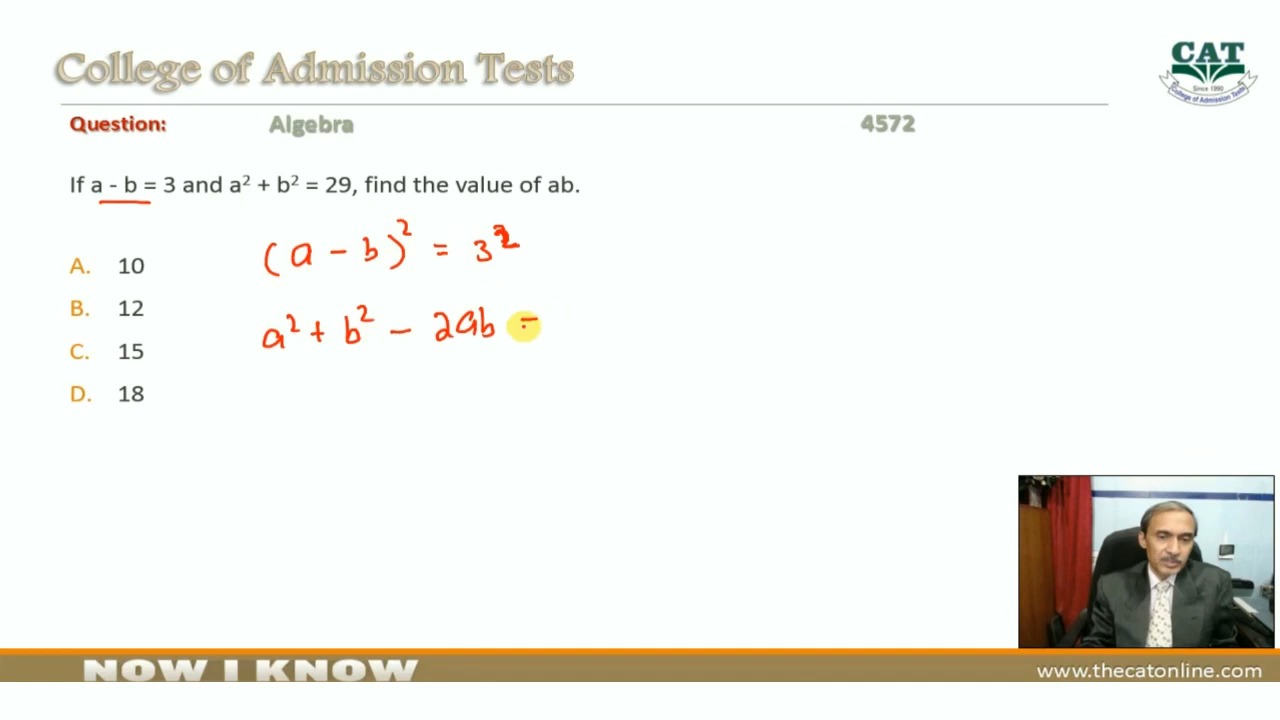 College of Admission Tests
CAT
Since 1990
College of Admission Tests
Question: Algebra 4572
If a - b = 3 and a² + b² = 29, find the value of ab.
(a - b)² = 3²
A. 10
B. 12
a² + b² - 2ab =
C. 15
D. 18
NOW I KNOW
www.thecatonline.com